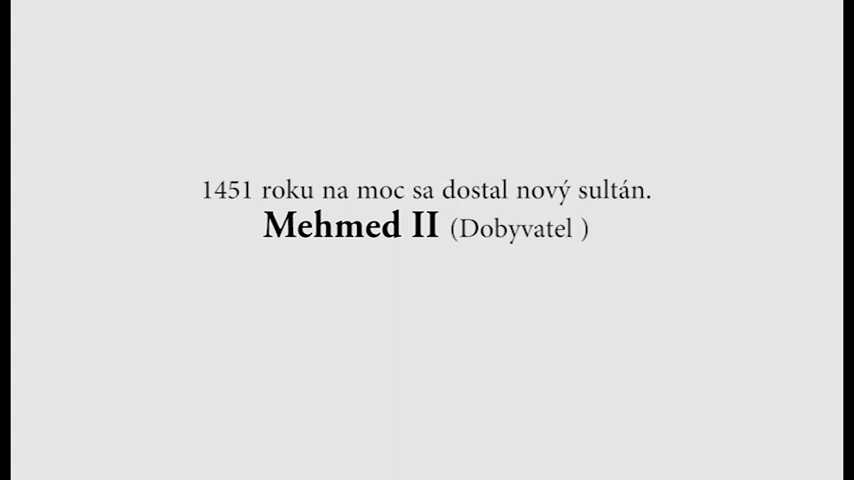 1451 roku na moc sa dostal nový sultán.
Mehmed II (Dobyvatel )